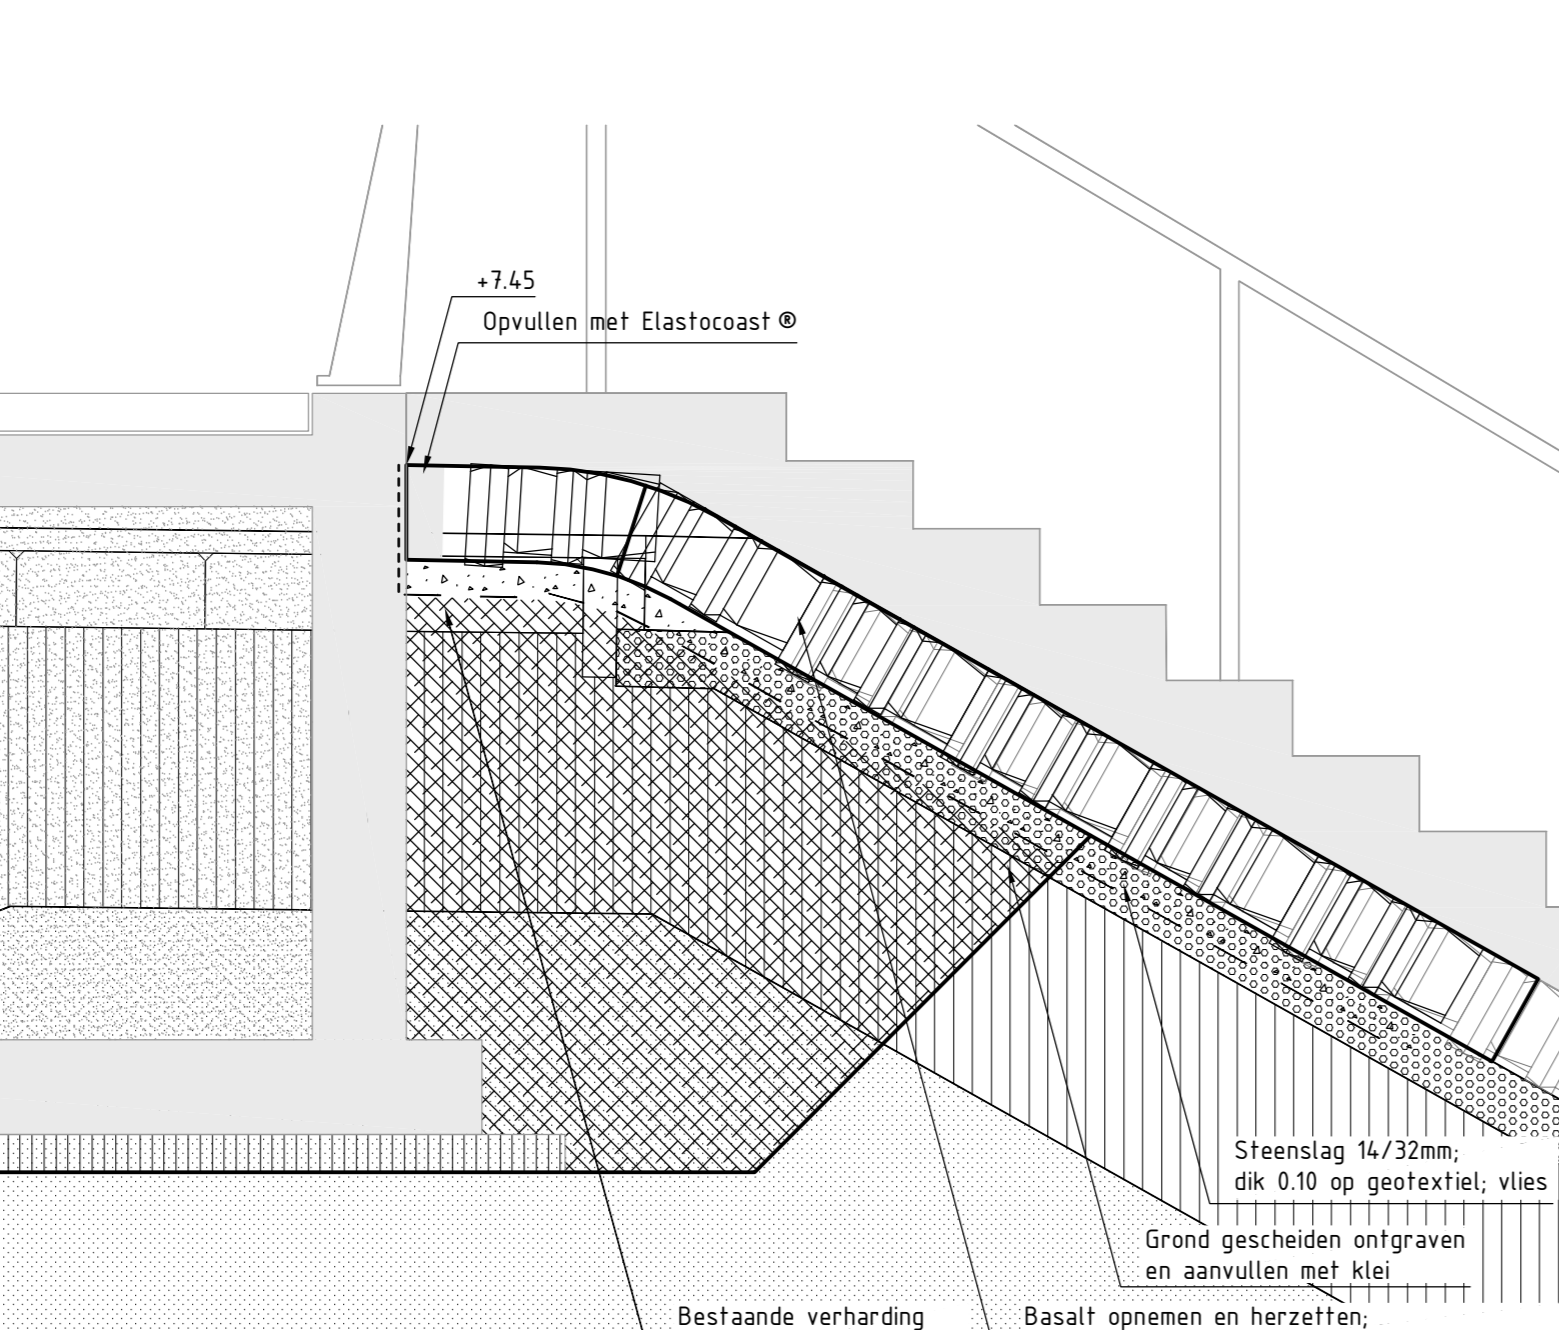 +7.45
Opvullen met Elastocoast ®
Steenslag 14/32mm;
dik 0.10 op geotextiel; vlies
Grond gescheiden ontgraven
en aanvullen met klei
Bestaande verharding
Basalt opnemen en herzetten;